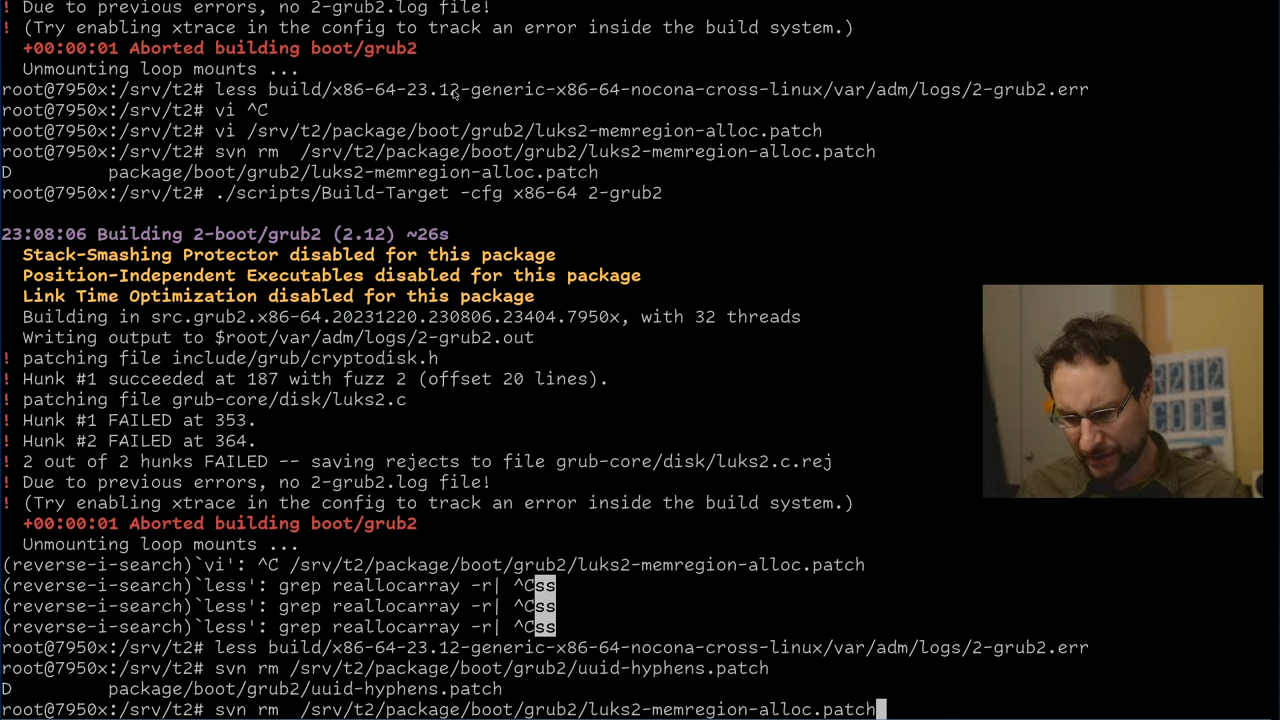 ! Due to previous errors, no 2-grub2.log file!
! (Try enabling xtrace in the config to track an error inside the build system.)
+00:00:01 Aborted building boot/grub2
Unmounting loop mounts ...
root@7950x:/srv/t2# less build/x86-64-23.12-generic-x86-64-nocona-cross-linux/var/adm/logs/2-grub2.err
root@7950x:/srv/t2# vi ^C
root@7950x:/srv/t2# vi /srv/t2/package/boot/grub2/luks2-memregion-alloc.patch
root@7950x:/srv/t2# svn rm  /srv/t2/package/boot/grub2/luks2-memregion-alloc.patch
D         package/boot/grub2/luks2-memregion-alloc.patch
root@7950x:/srv/t2# ./scripts/Build-Target -cfg x86-64 2-grub2
23:08:06 Building 2-boot/grub2 (2.12) ~26s
Stack-Smashing Protector disabled for this package
Position-Independent Executables disabled for this package
Link Time Optimization disabled for this package
Building in src.grub2.x86-64.20231220.230806.23404.7950x, with 32 threads
Writing output to $root/var/adm/logs/2-grub2.out
! patching file include/grub/cryptodisk.h
! Hunk #1 succeeded at 187 with fuzz 2 (offset 20 lines).
! patching file grub-core/disk/luks2.c
! Hunk #1 FAILED at 353.
! Hunk #2 FAILED at 364.
! 2 out of 2 hunks FAILED -- saving rejects to file grub-core/disk/luks2.c.rej
! Due to previous errors, no 2-grub2.log file!
! (Try enabling xtrace in the config to track an error inside the build system.)
+00:00:01 Aborted building boot/grub2
Unmounting loop mounts ...
(reverse-i-search)`vi': ^C /srv/t2/package/boot/grub2/luks2-memregion-alloc.patch
(reverse-i-search)`less': grep reallocarray -r| ^Css
(reverse-i-search)`less': grep reallocarray -r| ^Css
(reverse-i-search)`less': grep reallocarray -r| ^Css
root@7950x:/srv/t2# less build/x86-64-23.12-generic-x86-64-nocona-cross-linux/var/adm/logs/2-grub2.err
root@7950x:/srv/t2# svn rm /srv/t2/package/boot/grub2/uuid-hyphens.patch
D         package/boot/grub2/uuid-hyphens.patch
root@7950x:/srv/t2# svn rm  /srv/t2/package/boot/grub2/luks2-memregion-alloc.patch